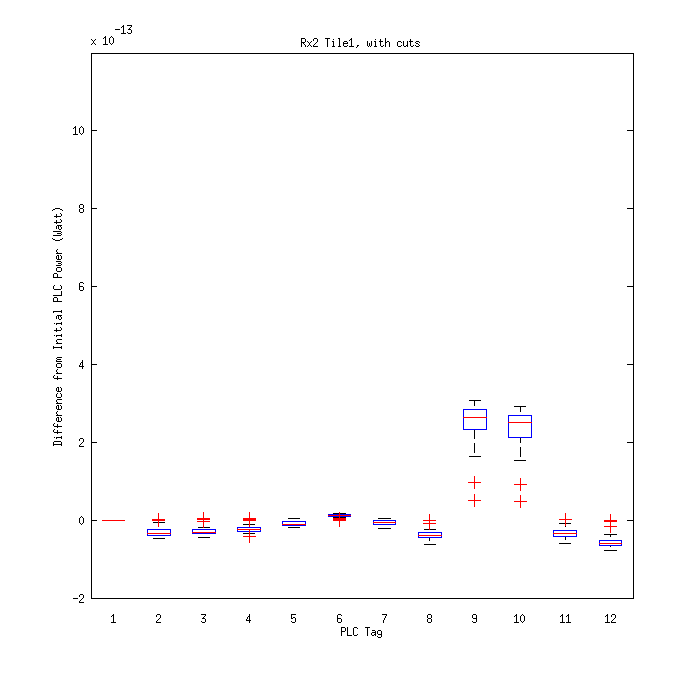 x 10-13
Rx2 Tile1, with cuts
Difference from Initial PLC Power (Watt)
10
8
6
4
2
0
-2
1 2 3 4 5 6 7 8 9 10 11 12
PLC Tag